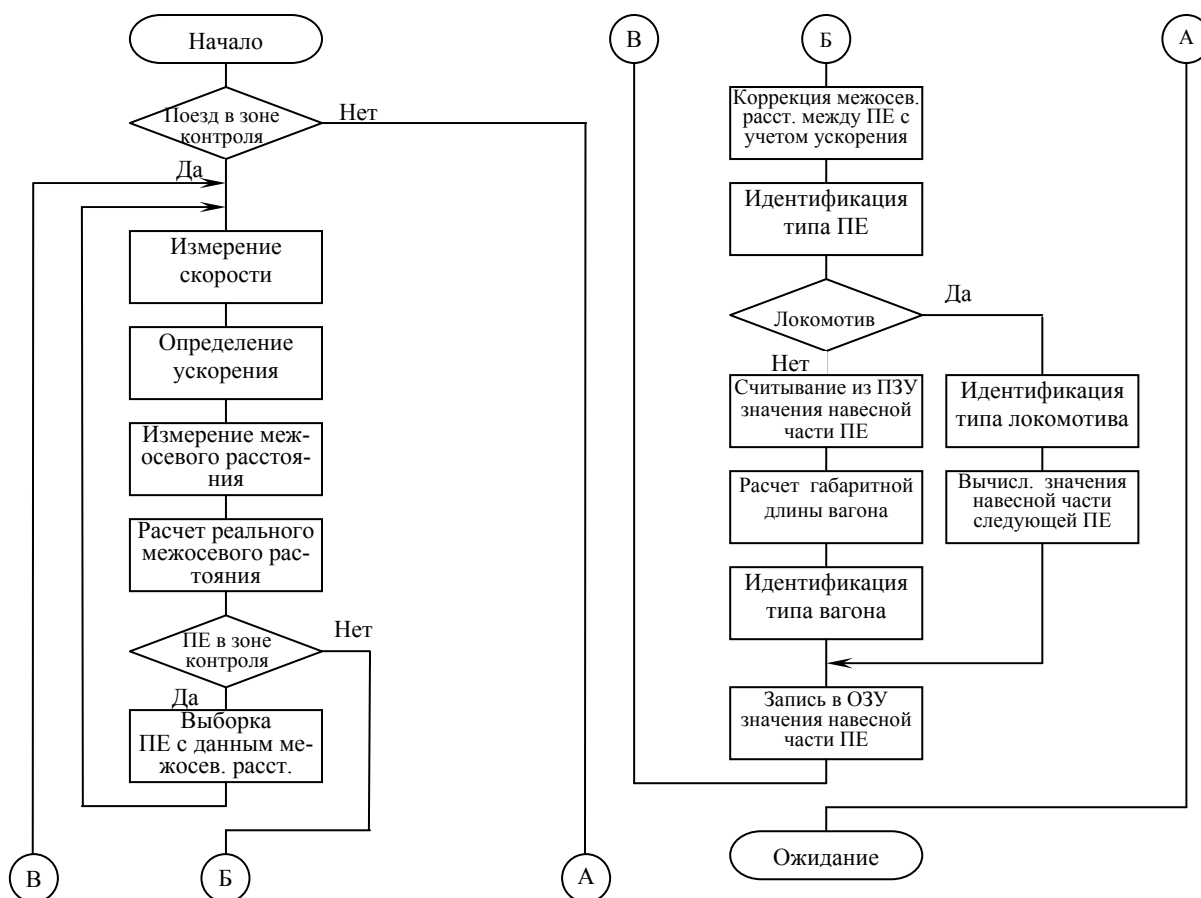 Начало
Поезд в зоне
контроля
Нет
Да
Измерение
скорости
Определение
ускорения
Измерение меж-
осевого расстоя-
ния
Расчет реального
межосевого рас-
тояния
ПЕ в зоне
контроля
Нет
Да
Выборка
ПЕ с данным ме-
жосев. расст.
В
Б
А
В
Б
А
Коррекция межосев.
расст. между ПЕ с
учетом ускорения
Идентификация
типа ПЕ
Локомотив
Да
Нет
Считывание из ПЗУ
значения навесной
части ПЕ
Расчет габаритной
длины вагона
Идентификация
типа вагона
Идентификация
типа локомотива
Вычисл. значения
навесной части
следующей ПЕ
Запись в ОЗУ
значения навесной
части ПЕ
Ожидание